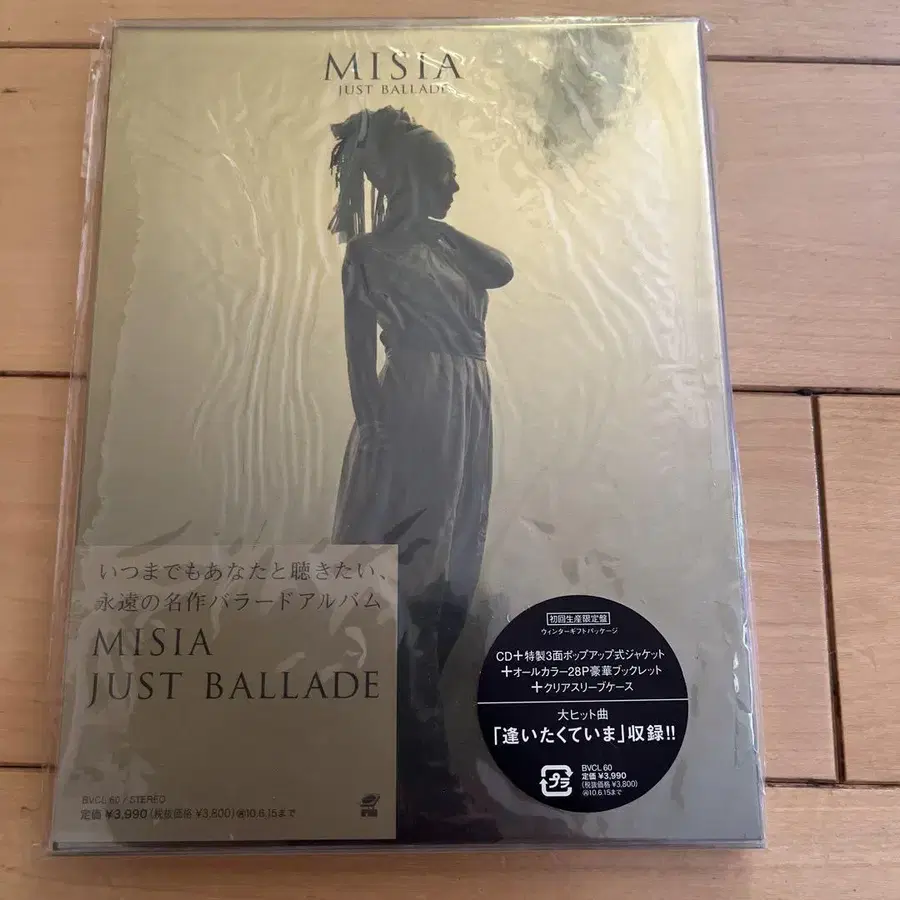 MISIA
JUST BALLADE
いつまでもあなたと聴きたい、
永遠の名作バラードアルバム
MISIA
JUST BALLADE
BVCL 60 / STEREO
定価 ¥3,990 (税抜価格 ¥3,800) 10.6.15まで
初回生産限定盤
ウィンターギフトパッケージ
CD+特製3面ポップアップ式ジャケット
+オールカラー28P豪華ブックレット
+クリアスリーブケース
大ヒット曲
「逢いたくていま」収録!!
プラ
BVCL 60
定価 ¥3,990
(税抜価格 ¥3,800)
10.6.15まで